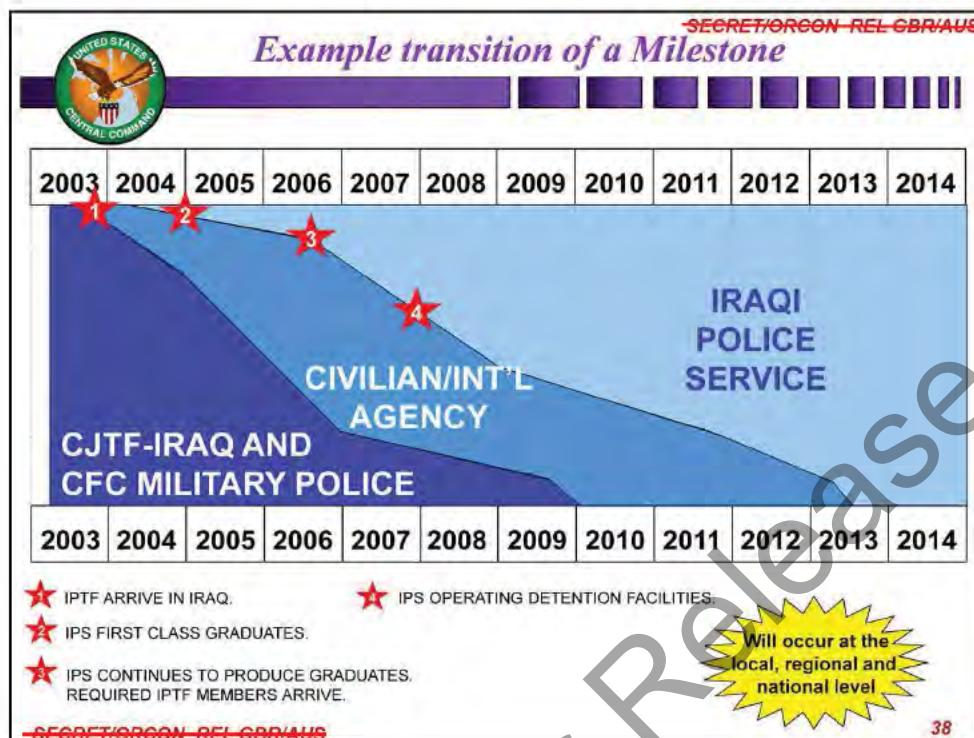 SECRET/ORCON REL GBR/AUS
Example transition of a Milestone
UNITED STATES
CENTRAL COMMAND
2003 2004 2005 2006 2007 2008 2009 2010 2011 2012 2013 2014
1
2
3
4
IRAQI
POLICE
SERVICE
CIVILIAN/INT'L
AGENCY
CJTF-IRAQ AND
CFC MILITARY POLICE
2003 2004 2005 2006 2007 2008 2009 2010 2011 2012 2013 2014
1 IPTF ARRIVE IN IRAQ.
4 IPS OPERATING DETENTION FACILITIES.
2 IPS FIRST CLASS GRADUATES.
3 IPS CONTINUES TO PRODUCE GRADUATES.
REQUIRED IPTF MEMBERS ARRIVE.
Will occur at the
local, regional and
national level
Release
SECRET/ORCON REL GBR/AUS
38